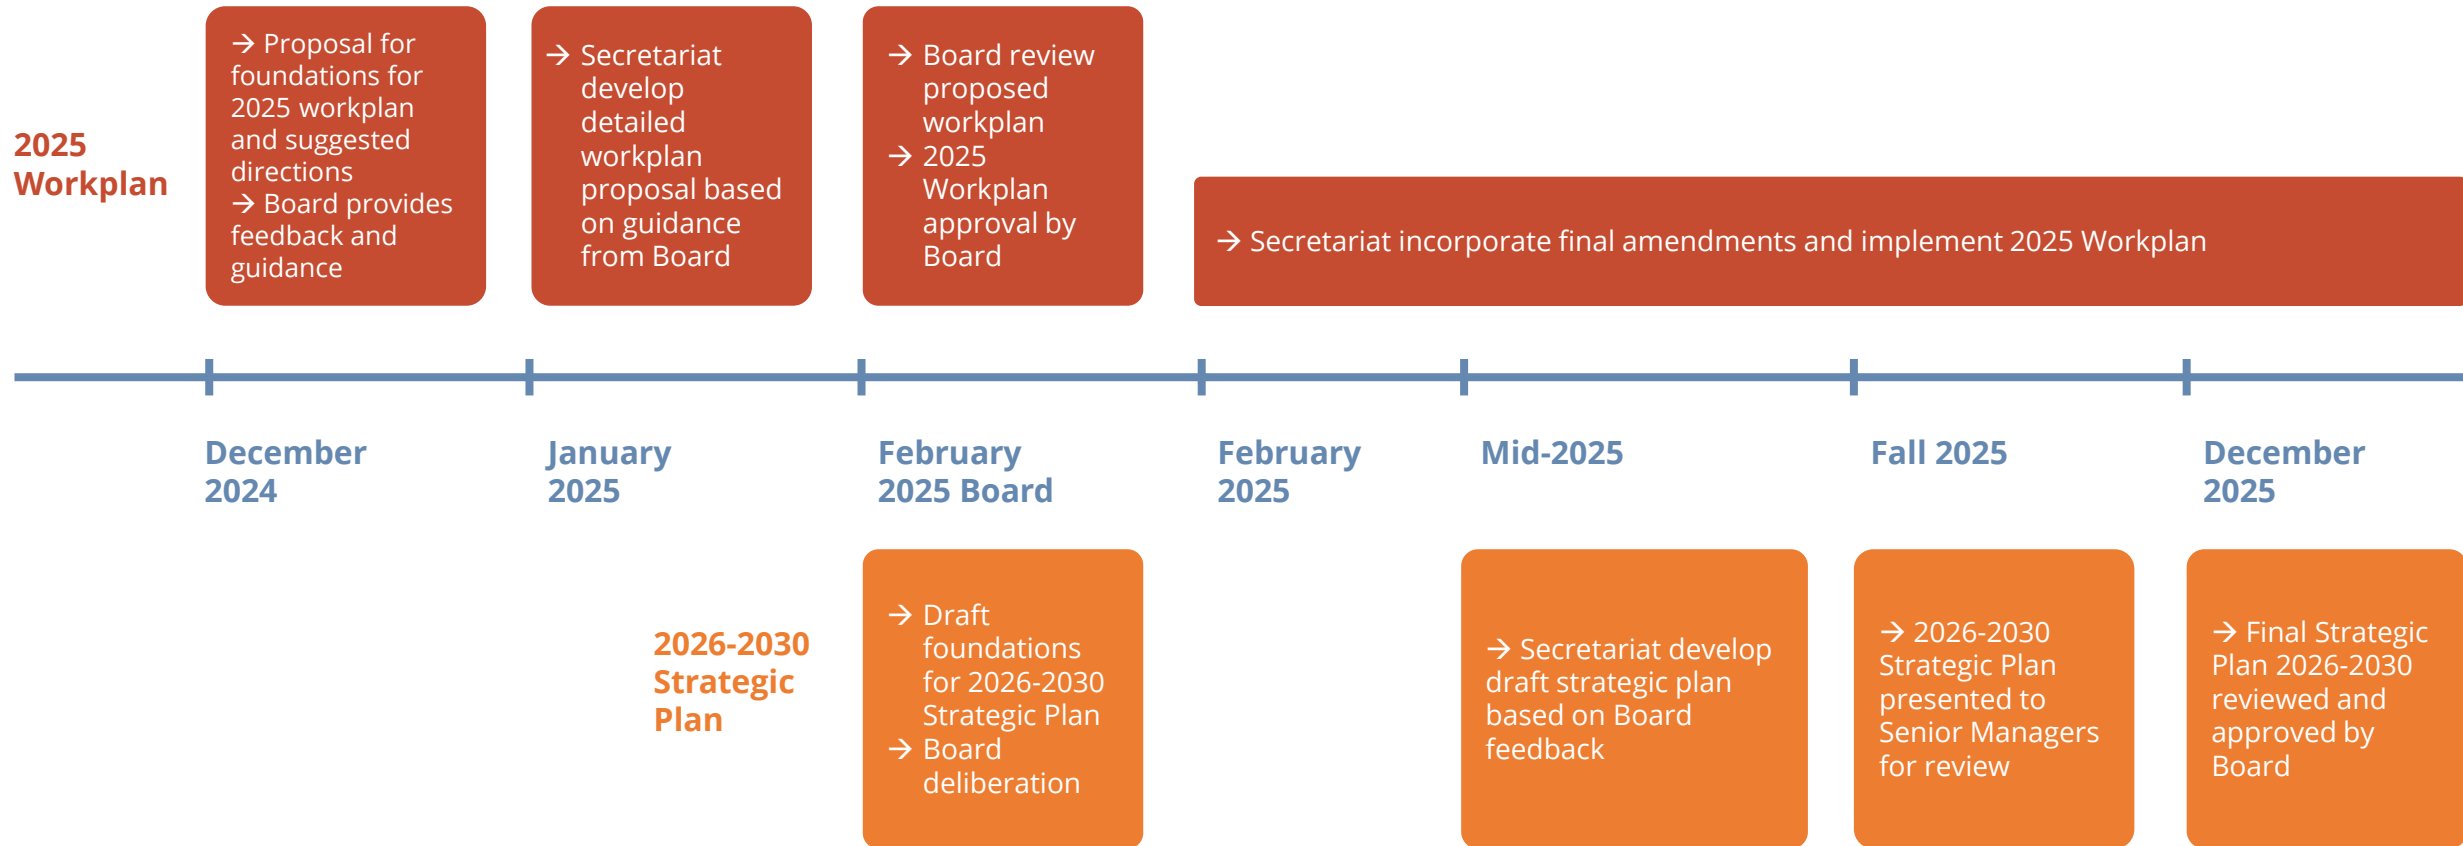 2025
Workplan
→ Proposal for
foundations for
2025 workplan
and suggested
directions
→ Board provides
feedback and
guidance
→ Secretariat
develop
detailed
workplan
proposal based
on guidance
from Board
→ Board review
proposed
workplan
→ 2025
Workplan
approval by
Board
→ Secretariat incorporate final amendments and implement 2025 Workplan
December
2024
January
2025
February
2025 Board
February
2025
Mid-2025
Fall 2025
December
2025
2026-2030
Strategic
Plan
→ Draft
foundations
for 2026-2030
Strategic Plan
→ Board
deliberation
→ Secretariat develop
draft strategic plan
based on Board
feedback
→ 2026-2030
Strategic Plan
presented to
Senior Managers
for review
→ Final Strategic
Plan 2026-2030
reviewed and
approved by
Board